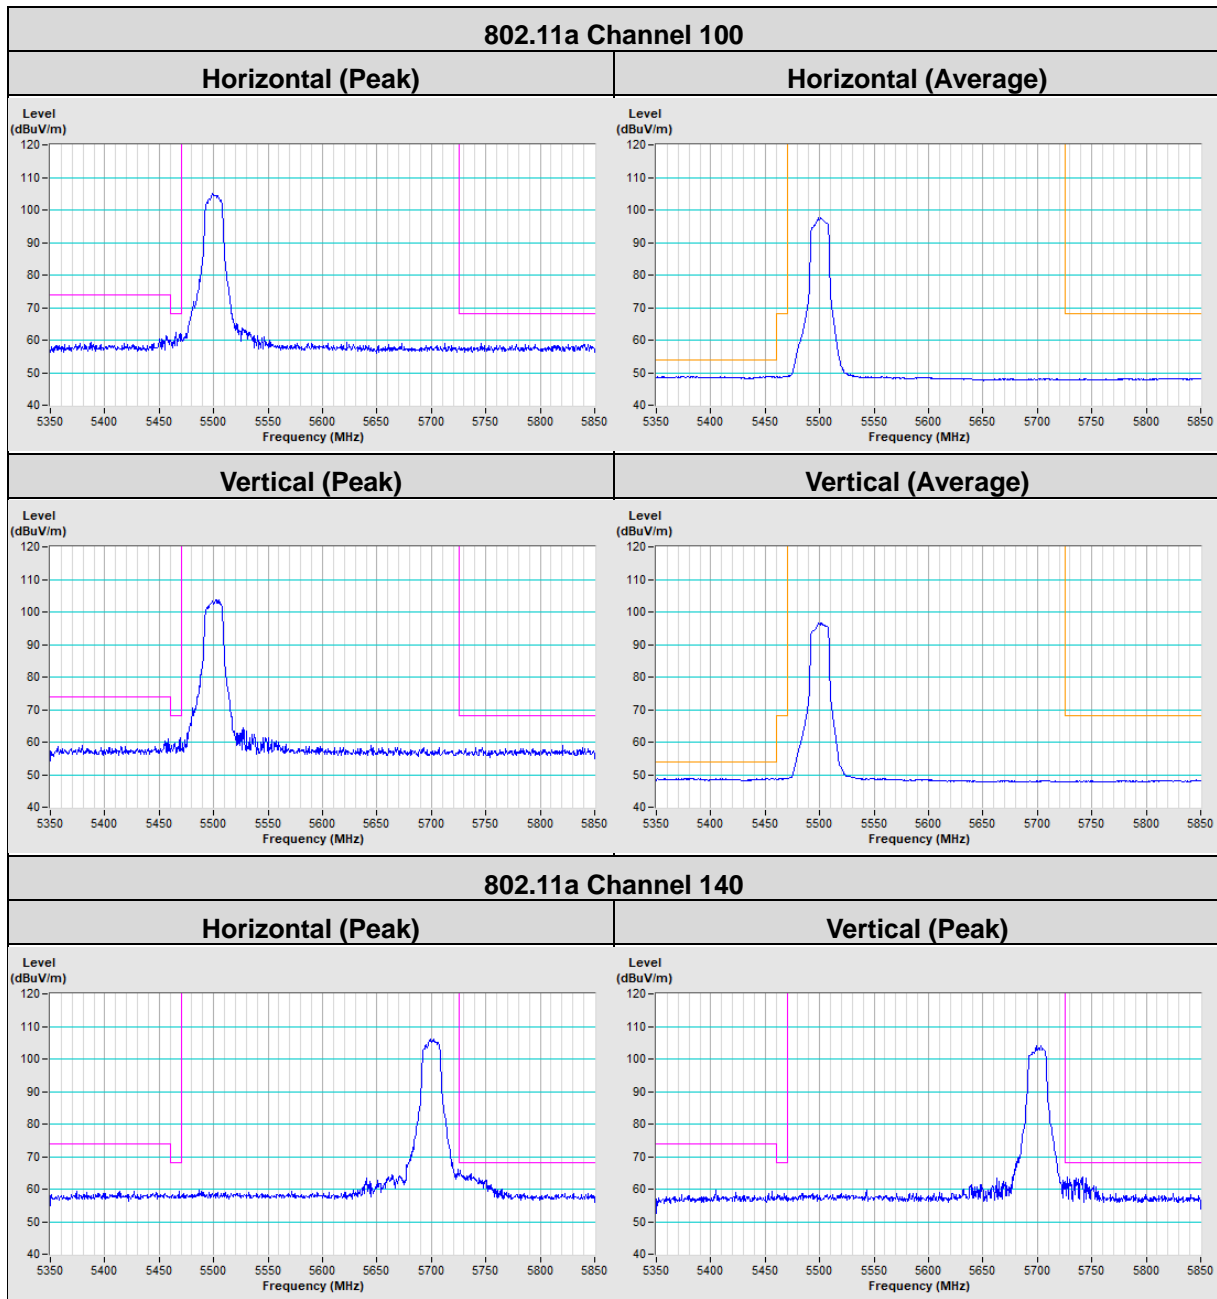 802.11a Channel 100
Horizontal (Peak) Horizontal (Average)
Level Level
(dBuV/m) (dBuV/m)
120 120
110 110
100 100
90 90
80 80
70 70
60 60
50 50
40 40
5350 5400 5450 5500 5550 5600 5650 5700 5750 5800 5850 5350 5400 5450 5500 5550 5600 5650 5700 5750 5800 5850
Frequency (MHz) Frequency (MHz)
Vertical (Peak) Vertical (Average)
Level Level
(dBuV/m) (dBuV/m)
120 120
110 110
100 100
90 90
80 80
70 70
60 60
50 50
40 40
5350 5400 5450 5500 5550 5600 5650 5700 5750 5800 5850 5350 5400 5450 5500 5550 5600 5650 5700 5750 5800 5850
Frequency (MHz) Frequency (MHz)
802.11a Channel 140
Horizontal (Peak) Vertical (Peak)
Level Level
(dBuV/m) (dBuV/m)
120 120
110 110
100 100
90 90
80 80
70 70
60 60
50 50
40 40
5350 5400 5450 5500 5550 5600 5650 5700 5750 5800 5850 5350 5400 5450 5500 5550 5600 5650 5700 5750 5800 5850
Frequency (MHz) Frequency (MHz)